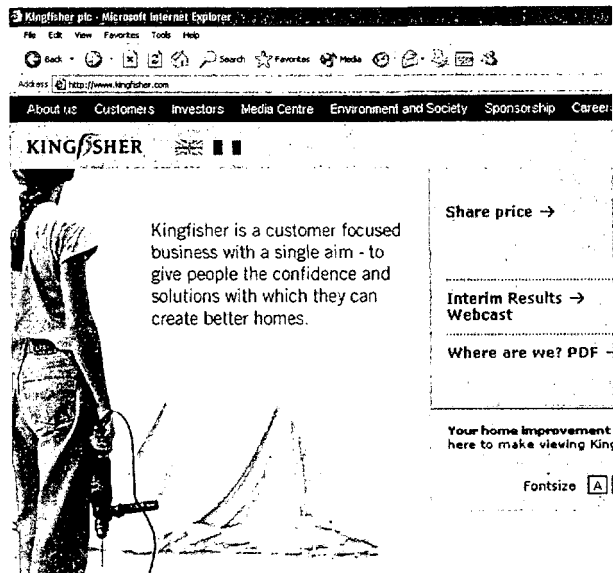 Kingfisher plc - Microsoft Internet Explorer
File Edit View Favorites Tools Help
Back Search Favorites Media
Address http://www.kingfisher.com
About us Customers Investors Media Centre Environment and Society Sponsorship Career
KINGFISHER
Kingfisher is a customer focused
business with a single aim - to
give people the confidence and
solutions with which they can
create better homes.
Share price →
Interim Results →
Webcast
Where are we? PDF
Your home improvement
here to make viewing King
Fontsize A